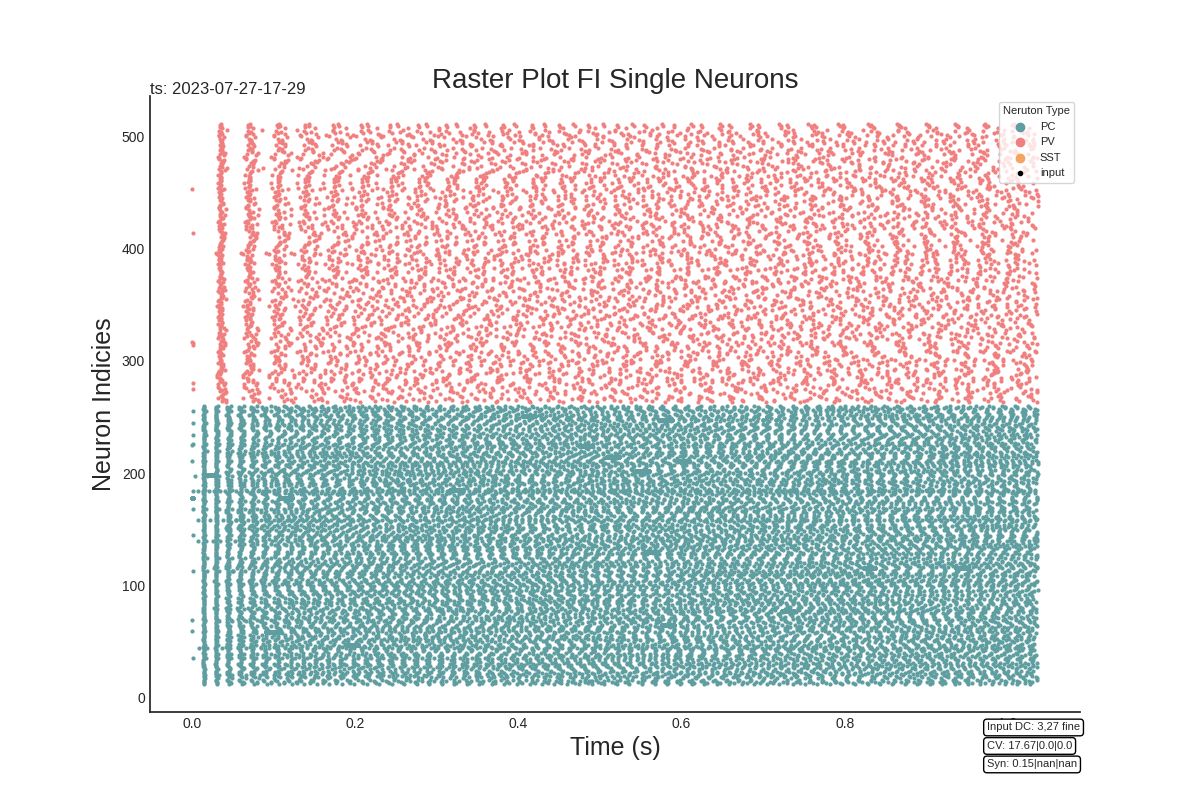 Raster Plot FI Single Neurons
ts: 2023-07-27-17-29
Neruton Type
PC
PV
SST
input
Neuron Indicies
500
400
300
200
100
0
0.0 0.2 0.4 0.6 0.8
Time (s)
Input DC: 3,27 fine
CV: 17.67|0.0|0.0
Syn: 0.15|nan|nan